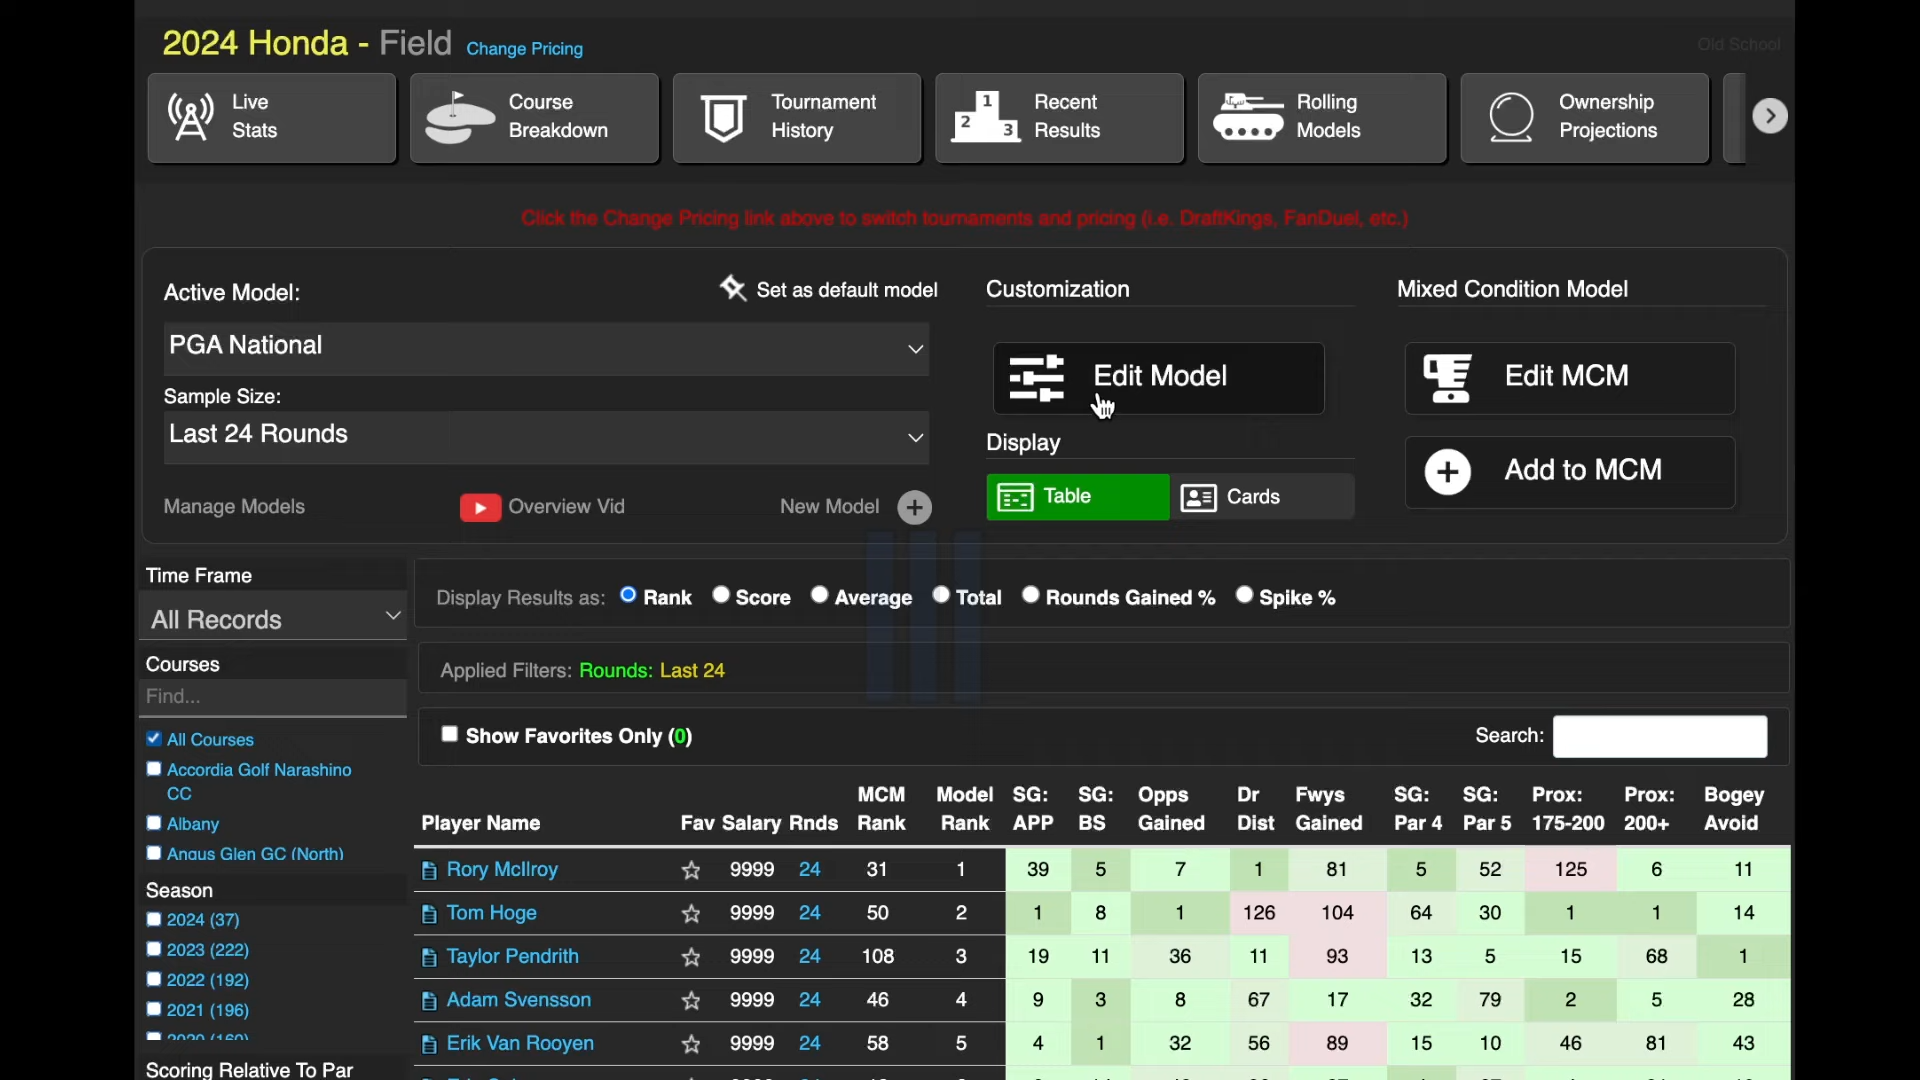 2024 Honda - Field Change Pricing
Old School
Live
Stats
Course
Breakdown
Tournament
History
1
2
3
Recent
Results
Rolling
Models
Ownership
Projections
Click the Change Pricing link above to switch tournaments and pricing (i.e. DraftKings, FanDuel, etc.)
Active Model:
Set as default model
PGA National
Sample Size:
Last 24 Rounds
Manage Models
Overview Vid
New Model
Customization
Edit Model
Display
Table
Cards
Mixed Condition Model
Edit MCM
Add to MCM
Time Frame
All Records
Courses
Find...
All Courses
Accordia Golf Narashino
CC
Albany
Angus Glen GC (North)
Season
2024 (37)
2023 (222)
2022 (192)
2021 (196)
2020 (160)
Scoring Relative To Par
Display Results as: Rank Score Average Total Rounds Gained % Spike %
Applied Filters: Rounds: Last 24
Show Favorites Only (0)
Search:
Player Name Fav Salary Rnds MCM Rank Model Rank SG: APP SG: BS Opps Gained Dr Dist Fwys Gained SG: Par 4 SG: Par 5 Prox: 175-200 Prox: 200+ Bogey Avoid
Rory McIlroy 9999 24 31 1 39 5 7 1 81 5 52 125 6 11
Tom Hoge 9999 24 50 2 1 8 1 126 104 64 30 1 1 14
Taylor Pendrith 9999 24 108 3 19 11 36 11 93 13 5 15 68 1
Adam Svensson 9999 24 46 4 9 3 8 67 17 32 79 2 5 28
Erik Van Rooyen 9999 24 58 5 4 1 32 56 89 15 10 46 81 43